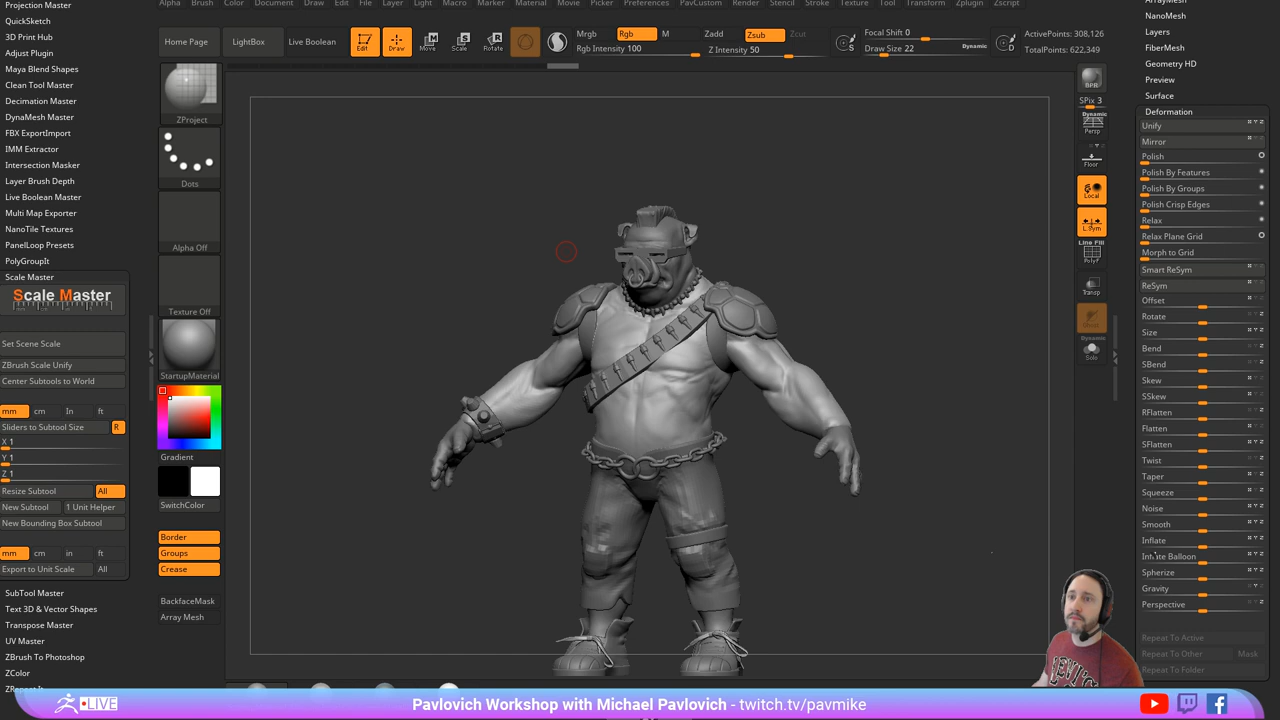 Alpha Brush Color Document Draw Edit File Layer Light Macro Marker Material Movie Picker Preferences PavCustom Render Stencil Stroke Texture Tool Transform Zplugin Zscript
Projection Master
QuickSketch
3D Print Hub
Adjust Plugin
Maya Blend Shapes
Clean Tool Master
Decimation Master
DynaMesh Master
FBX ExportImport
IMM Extractor
Intersection Masker
Layer Brush Depth
Live Boolean Master
Multi Map Exporter
NanoTile Textures
PanelLoop Presets
PolyGroupIt
Scale Master
Scale Master
Set Scene Scale
ZBrush Scale Unify
Center Subtools to World
mm cm In ft
Sliders to Subtool Size R
X 1
Y 1
Z 1
Resize Subtool All
New Subtool 1 Unit Helper
New Bounding Box Subtool
mm cm in ft
Export to Unit Scale All
SubTool Master
Text 3D & Vector Shapes
Transpose Master
UV Master
ZBrush To Photoshop
ZColor
Home Page LightBox Live Boolean
Edit Draw Move Scale Rotate
Mrgb Rgb M
Rgb Intensity 100
Zadd Zsub Zcut
Z Intensity 50
S
Focal Shift 0
Draw Size 22 Dynamic
D
ActivePoints: 308,126
TotalPoints: 622,349
ZProject
Dots
Alpha Off
Texture Off
StartupMaterial
Gradient
SwitchColor
Border
Groups
Crease
BackfaceMask
Array Mesh
BPR
SPix 3
Dynamic
Persp
Floor
Local
L.Sym
Line Fill
PolyF
Transp
Ghost
Dynamic
Solo
NanoMesh
Layers
FiberMesh
Geometry HD
Preview
Surface
Deformation
Unify
Mirror
Polish
Polish By Features
Polish By Groups
Polish Crisp Edges
Relax
Relax Plane Grid
Morph to Grid
Smart ReSym
ReSym
Offset
Rotate
Size
Bend
SBend
Skew
SSkew
RFlatten
Flatten
SFlatten
Twist
Taper
Squeeze
Noise
Smooth
Inflate
Inflate Balloon
Spherize
Gravity
Perspective
Repeat To Active
Repeat To Other Mask
Repeat To Folder
LEVI'S
LIVE
Pavlovich Workshop with Michael Pavlovich - twitch.tv/pavmike